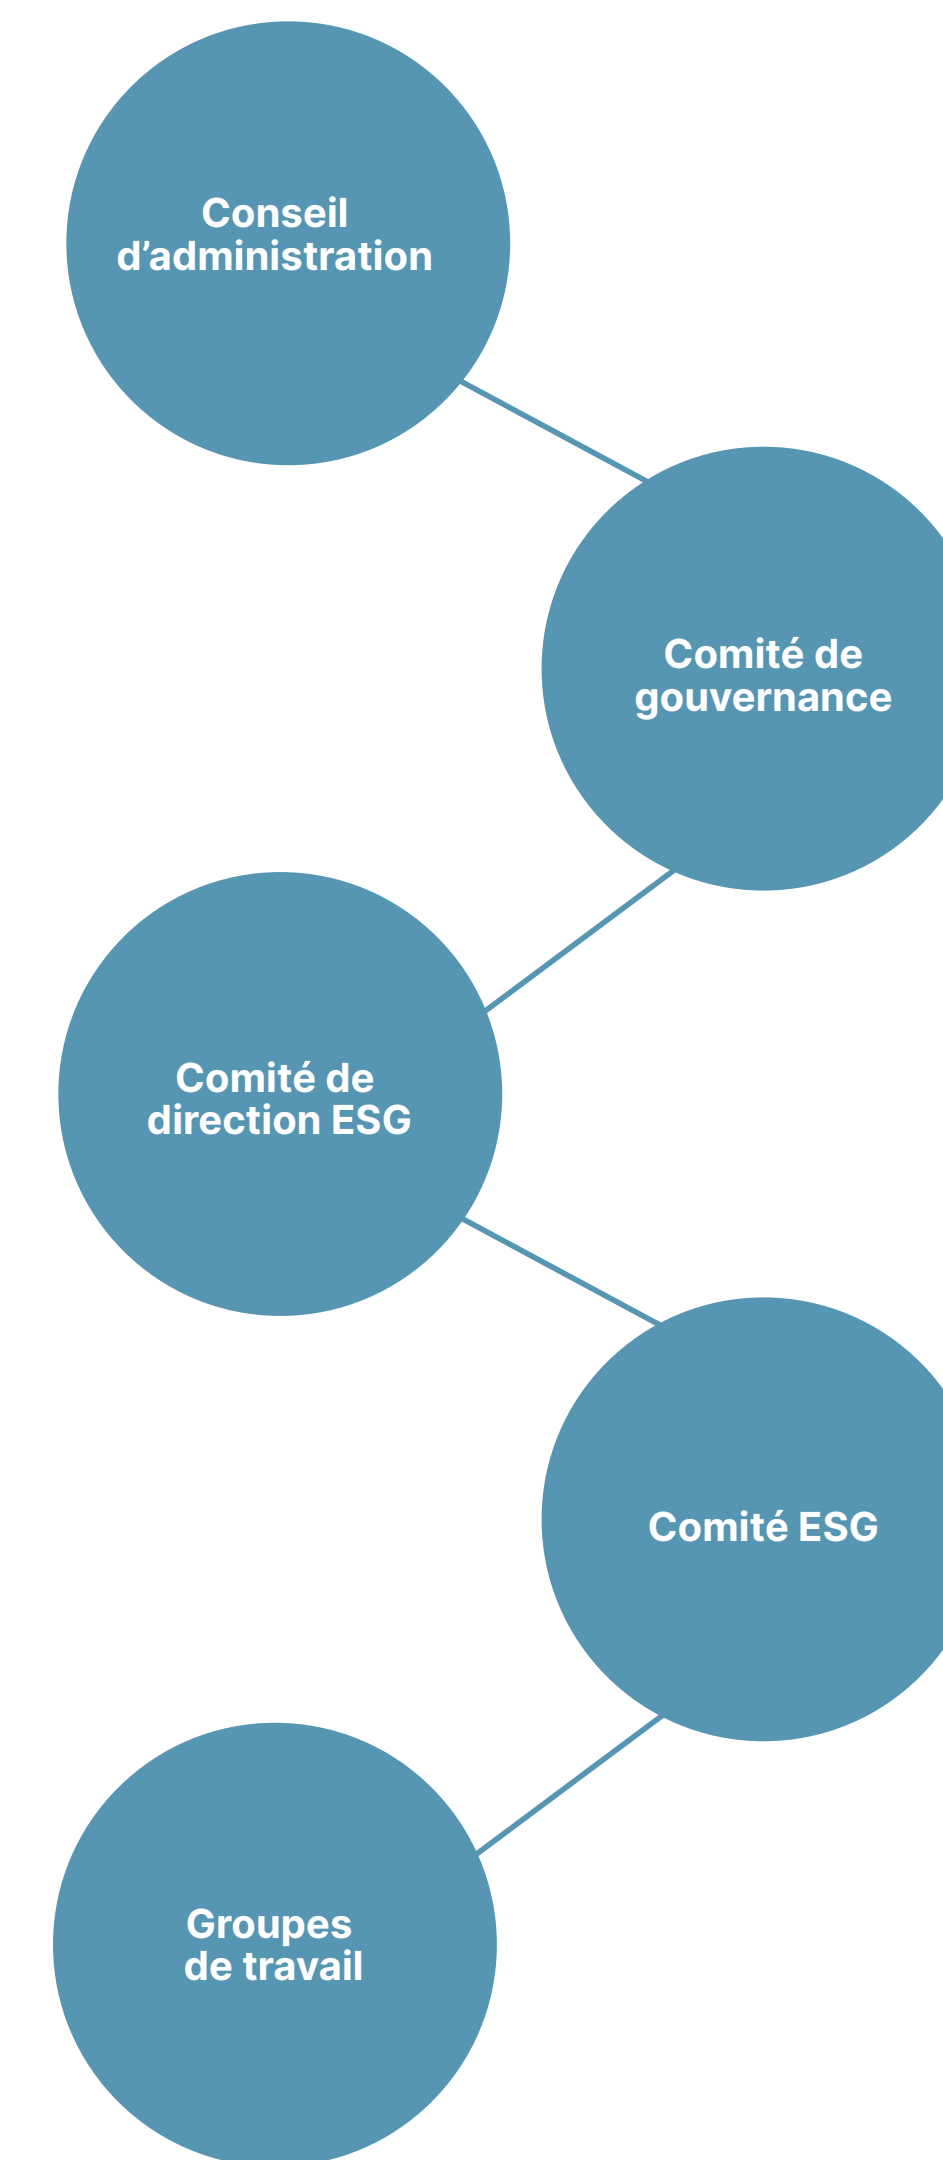 Conseil
d’administration
Comité de
gouvernance
Comité de
direction ESG
Comité ESG
Groupes
de travail